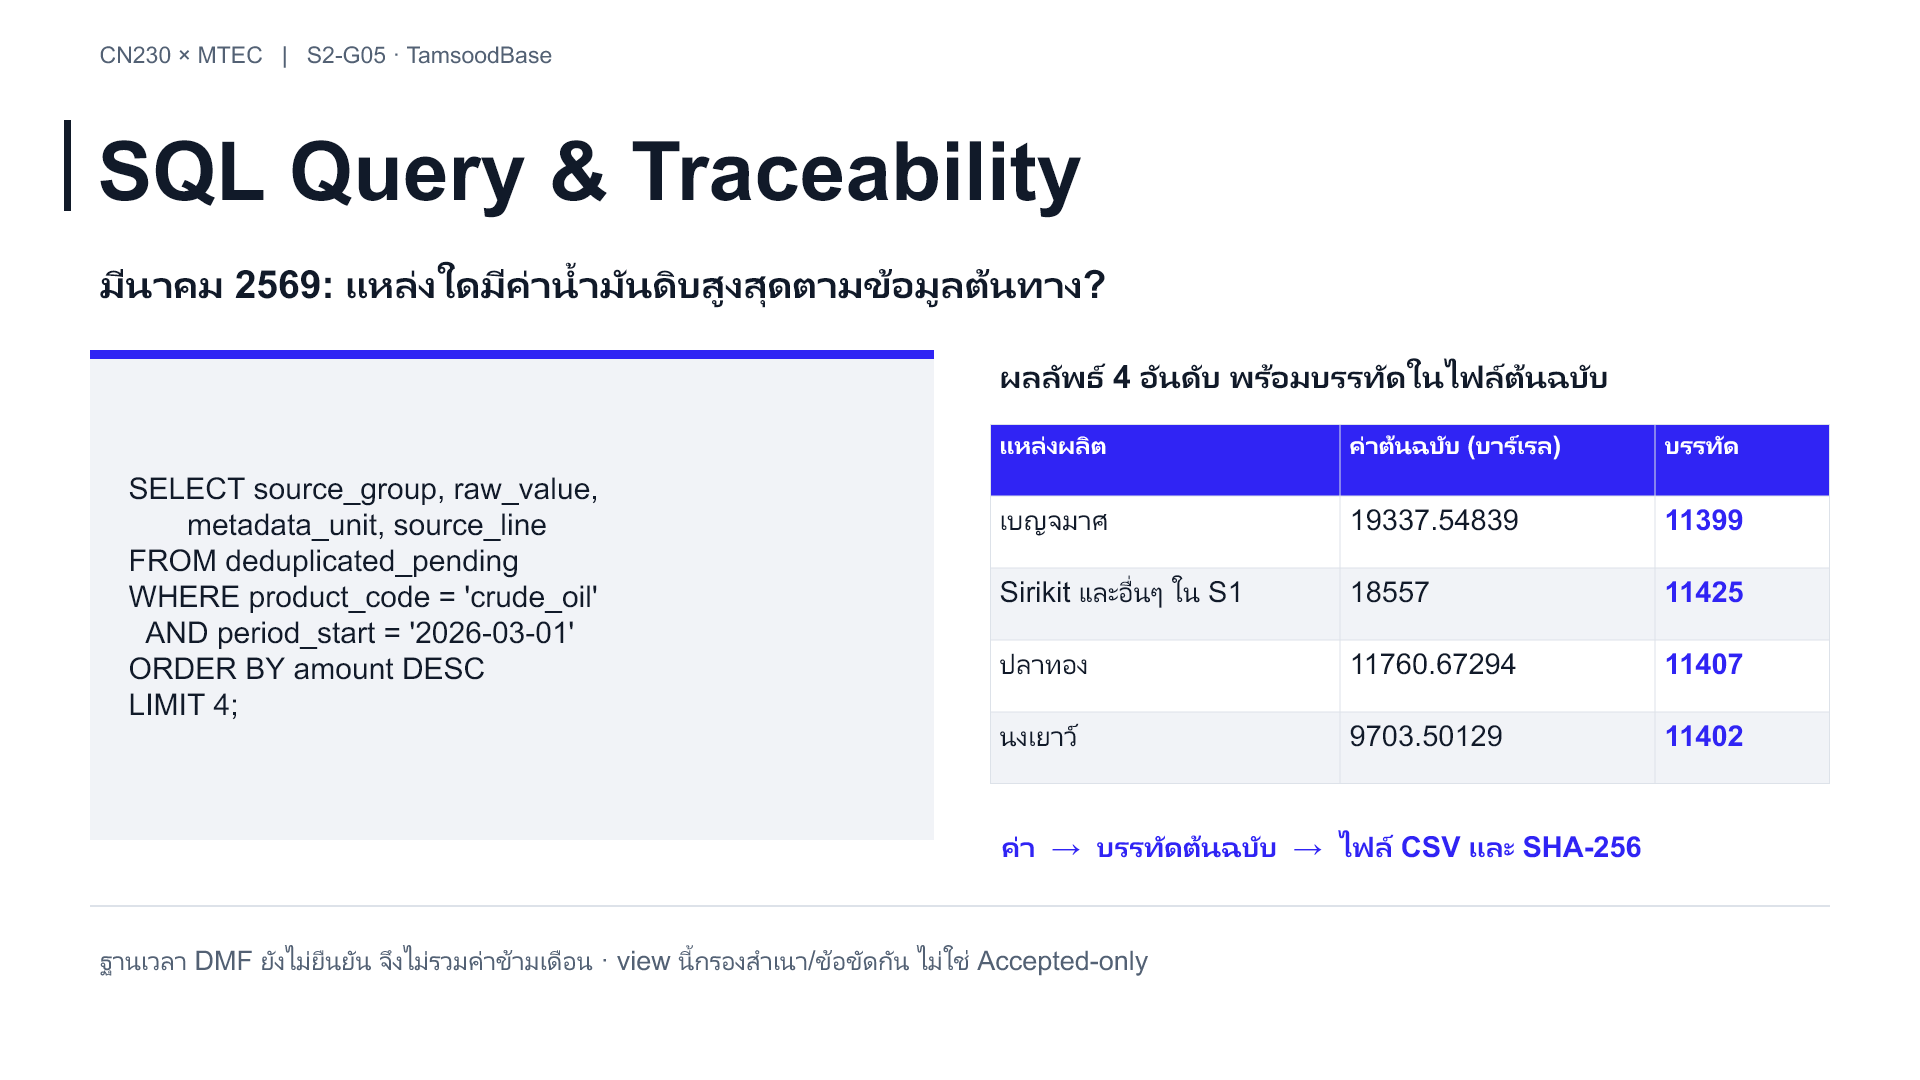 CN230 × MTEC | S2-G05 · TamsoodBase
SQL Query & Traceability
มีนาคม 2569: แหล่งใดมีค่าน้ำมันดิบสูงสุดตามข้อมูลต้นทาง?
SELECT source_group, raw_value,
metadata_unit, source_line
FROM deduplicated_pending
WHERE product_code = 'crude_oil'
AND period_start = '2026-03-01'
ORDER BY amount DESC
LIMIT 4;
ผลลัพธ์ 4 อันดับ พร้อมบรรทัดในไฟล์ต้นฉบับ
แหล่งผลิต ค่าต้นฉบับ (บาร์เรล) บรรทัด
เบญจมาศ 19337.54839 11399
Sirikit และอื่นๆ ใน S1 18557 11425
ปลาทอง 11760.67294 11407
นงเยาว์ 9703.50129 11402
ค่า → บรรทัดต้นฉบับ → ไฟล์ CSV และ SHA-256
ฐานเวลา DMF ยังไม่ยืนยัน จึงไม่รวมค่าข้ามเดือน · view นี้กรองสำเนา/ข้อขัดกัน ไม่ใช่ Accepted-only